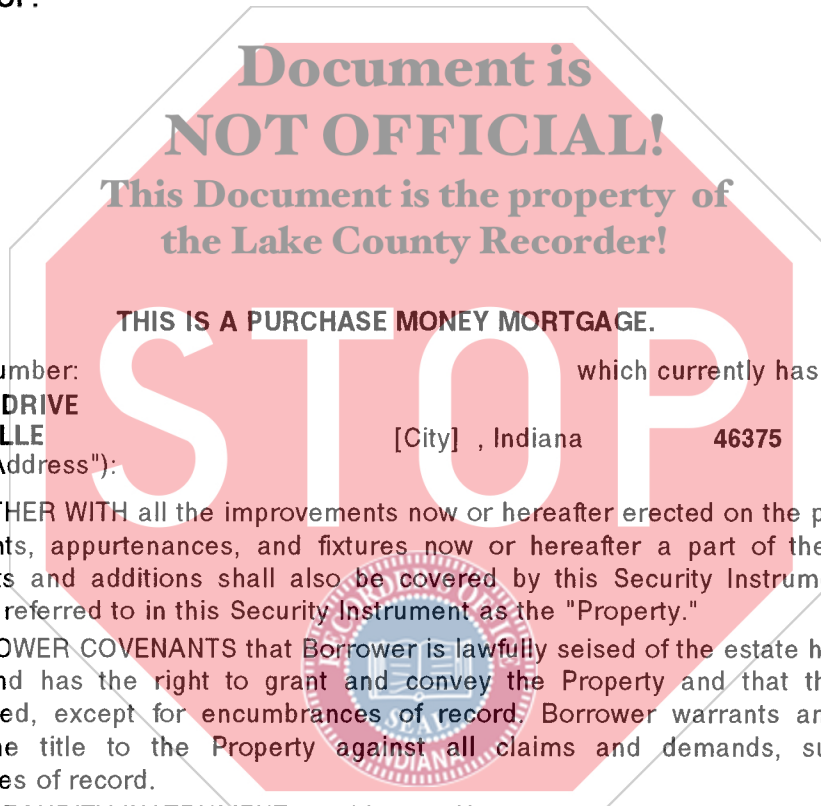 Document is
NOT OFFICIAL!
This Document is the property of
the Lake County Recorder!
THIS IS A PURCHASE MONEY MORTGAGE.
umber: which currently has
DRIVE
LLE [City] , Indiana 46375
Address"):
THER WITH all the improvements now or hereafter erected on the p
nts, appurtenances, and fixtures now or hereafter a part of the
ts and additions shall also be covered by this Security Instrum
referred to in this Security Instrument as the "Property."
OWER COVENANTS that Borrower is lawfully seised of the estate h
nd has the right to grant and convey the Property and that th
ed, except for encumbrances of record. Borrower warrants an
ne title to the Property against all claims and demands, su
es of record.
STOP
RECORDER'S OFFICE
SEAL
INDIANA